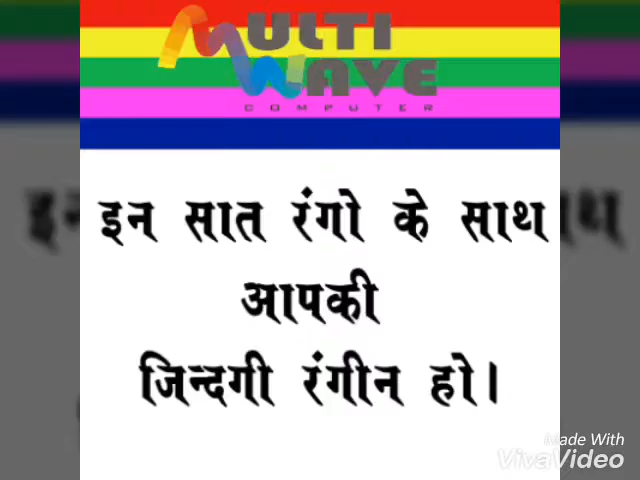 MULTI
WAVE
COMPUTER
इन सात रंगो के साथ
आपकी
जिन्दगी रंगीन हो।
Made With
VivaVideo